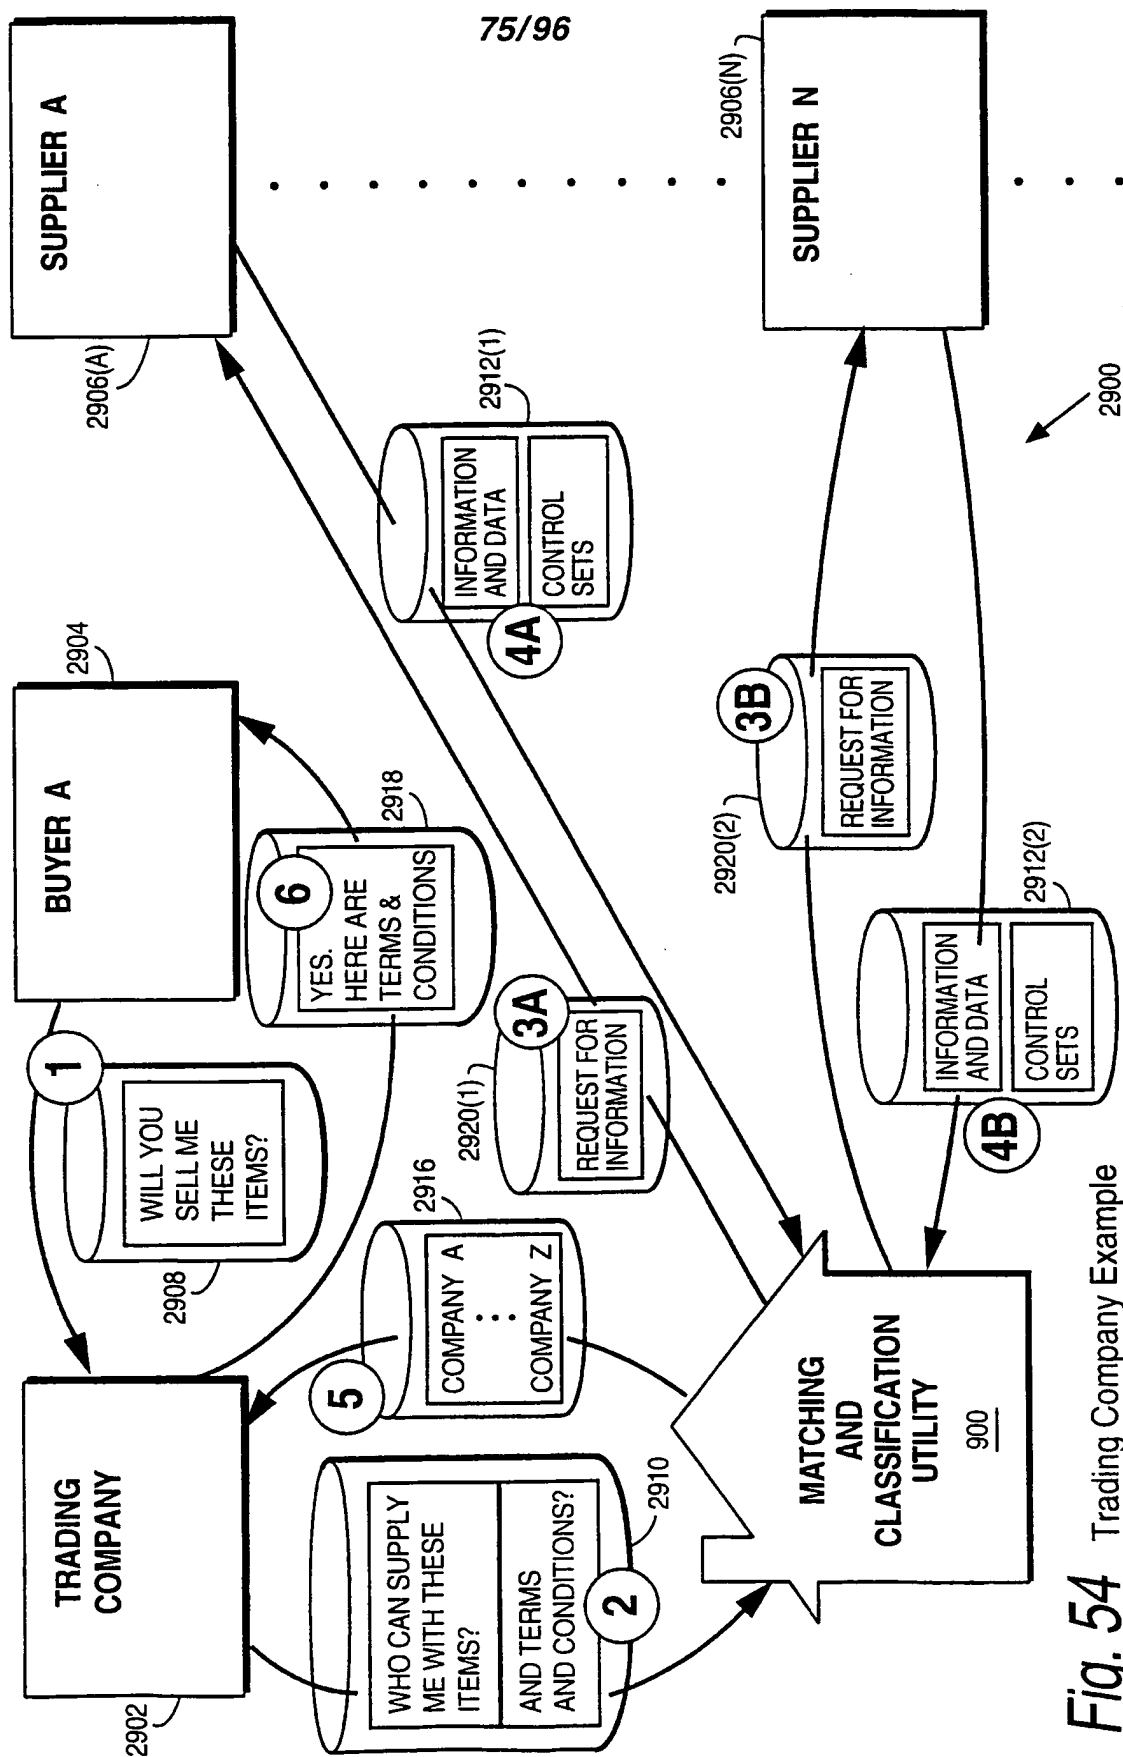 75/96
TRADING
COMPANY
2902
BUYER A
2904
SUPPLIER A
2906(A)
1
WILL YOU
SELL ME
THESE
ITEMS?
2908
6
YES.
HERE ARE
TERMS &
CONDITIONS
2918
WHO CAN SUPPLY
ME WITH THESE
ITEMS?
AND TERMS
AND CONDITIONS?
2
2910
5
COMPANY A
COMPANY Z
2916
3A
REQUEST FOR
INFORMATION
2920(1)
4A
INFORMATION
AND DATA
CONTROL
SETS
2912(1)
MATCHING
AND
CLASSIFICATION
UTILITY
900
3B
REQUEST FOR
INFORMATION
2920(2)
4B
INFORMATION
AND DATA
CONTROL
SETS
2912(2)
SUPPLIER N
2906(N)
2900
Fig. 54 Trading Company Example